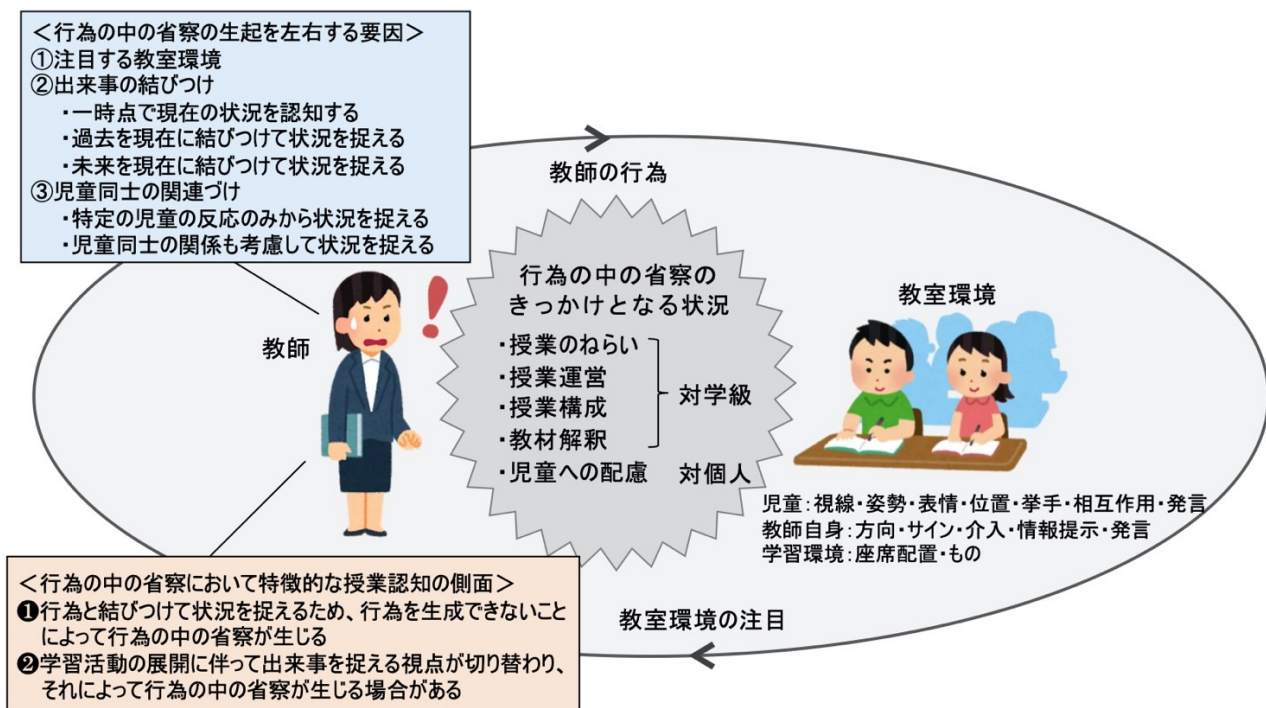 ＜行為の中の省察の生起を左右する要因＞
①注目する教室環境
②出来事の結びつけ
・一時点で現在の状況を認知する
・過去を現在に結びつけて状況を捉える
・未来を現在に結びつけて状況を捉える
③児童同士の関連づけ
・特定の児童の反応のみから状況を捉える
・児童同士の関係も考慮して状況を捉える
教師の行為
教師
行為の中の省察の
きっかけとなる状況
・授業のねらい
・授業運営
・授業構成
・教材解釈
対学級
・児童への配慮 対個人
教室環境
児童：視線・姿勢・表情・位置・挙手・相互作用・発言
教師自身：方向・サイン・介入・情報提示・発言
学習環境：座席配置・もの
教室環境の注目
＜行為の中の省察において特徴的な授業認知の側面＞
❶行為と結びつけて状況を捉えるため、行為を生成できないこと
によって行為の中の省察が生じる
❷学習活動の展開に伴って出来事を捉える視点が切り替わり、
それによって行為の中の省察が生じる場合がある